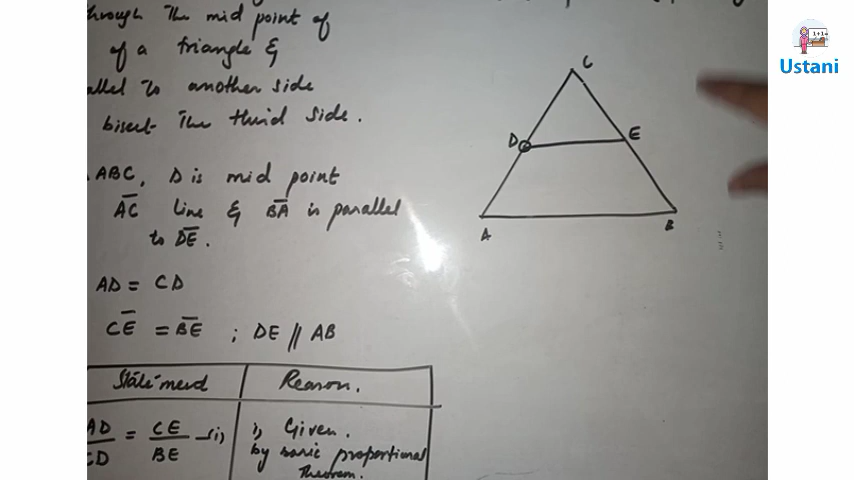 through The mid point of
of a triangle &
allel to another side
bisect The third side.
ABC, D is mid point
AC line & BA is parallel
to DE.
AD = CD
CE = BE ; DE // AB
Statement Reason.
AD/CD = CE/BE —(i) i, Given.
by basic proportional
Theorem.
C
D E
A B
1+1=
Ustani